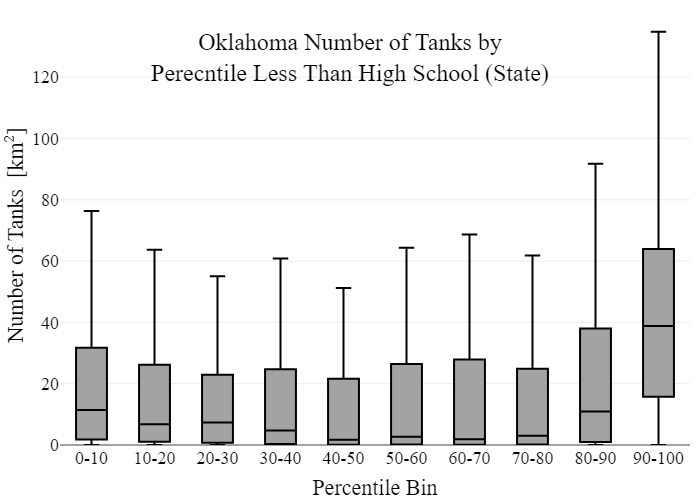 Oklahoma Number of Tanks by
Perecntile Less Than High School (State)
Number of Tanks [km²]
120
100
80
60
40
20
0
0-10 10-20 20-30 30-40 40-50 50-60 60-70 70-80 80-90 90-100
Percentile Bin